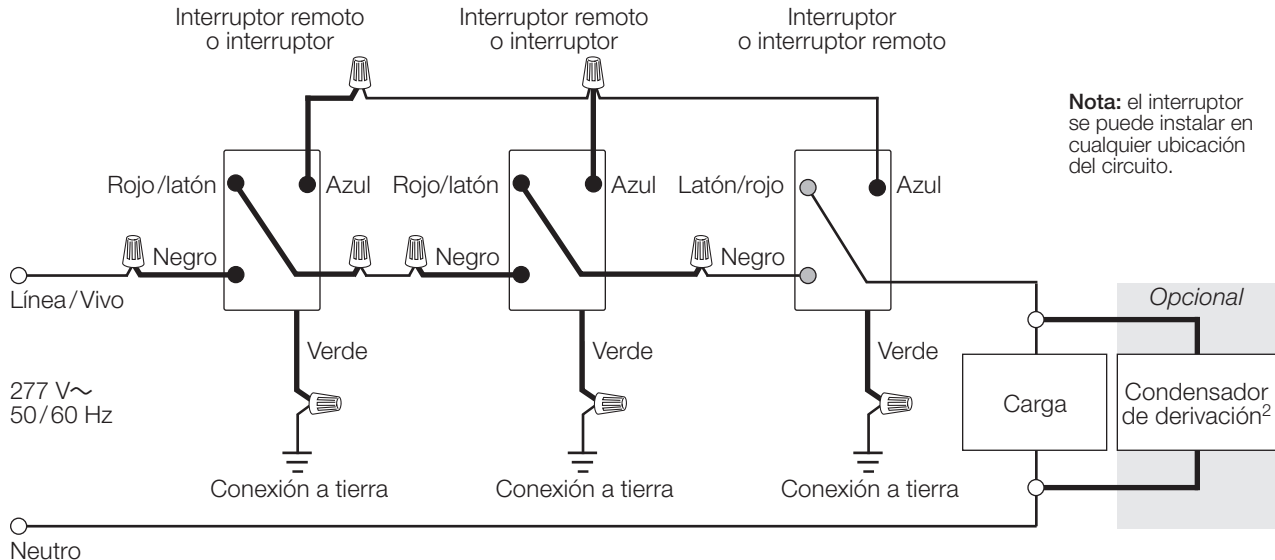 Interruptor remoto
o interruptor
Interruptor remoto
o interruptor
Interruptor
o interruptor remoto
Nota: el interruptor
se puede instalar en
cualquier ubicación
del circuito.
Rojo/latón
Azul
Rojo/latón
Azul
Latón/rojo
Azul
Negro
Negro
Negro
Línea/Vivo
Opcional
Verde
Verde
Verde
277 V~
50/60 Hz
Carga
Condensador
de derivación²
Conexión a tierra
Conexión a tierra
Conexión a tierra
Neutro